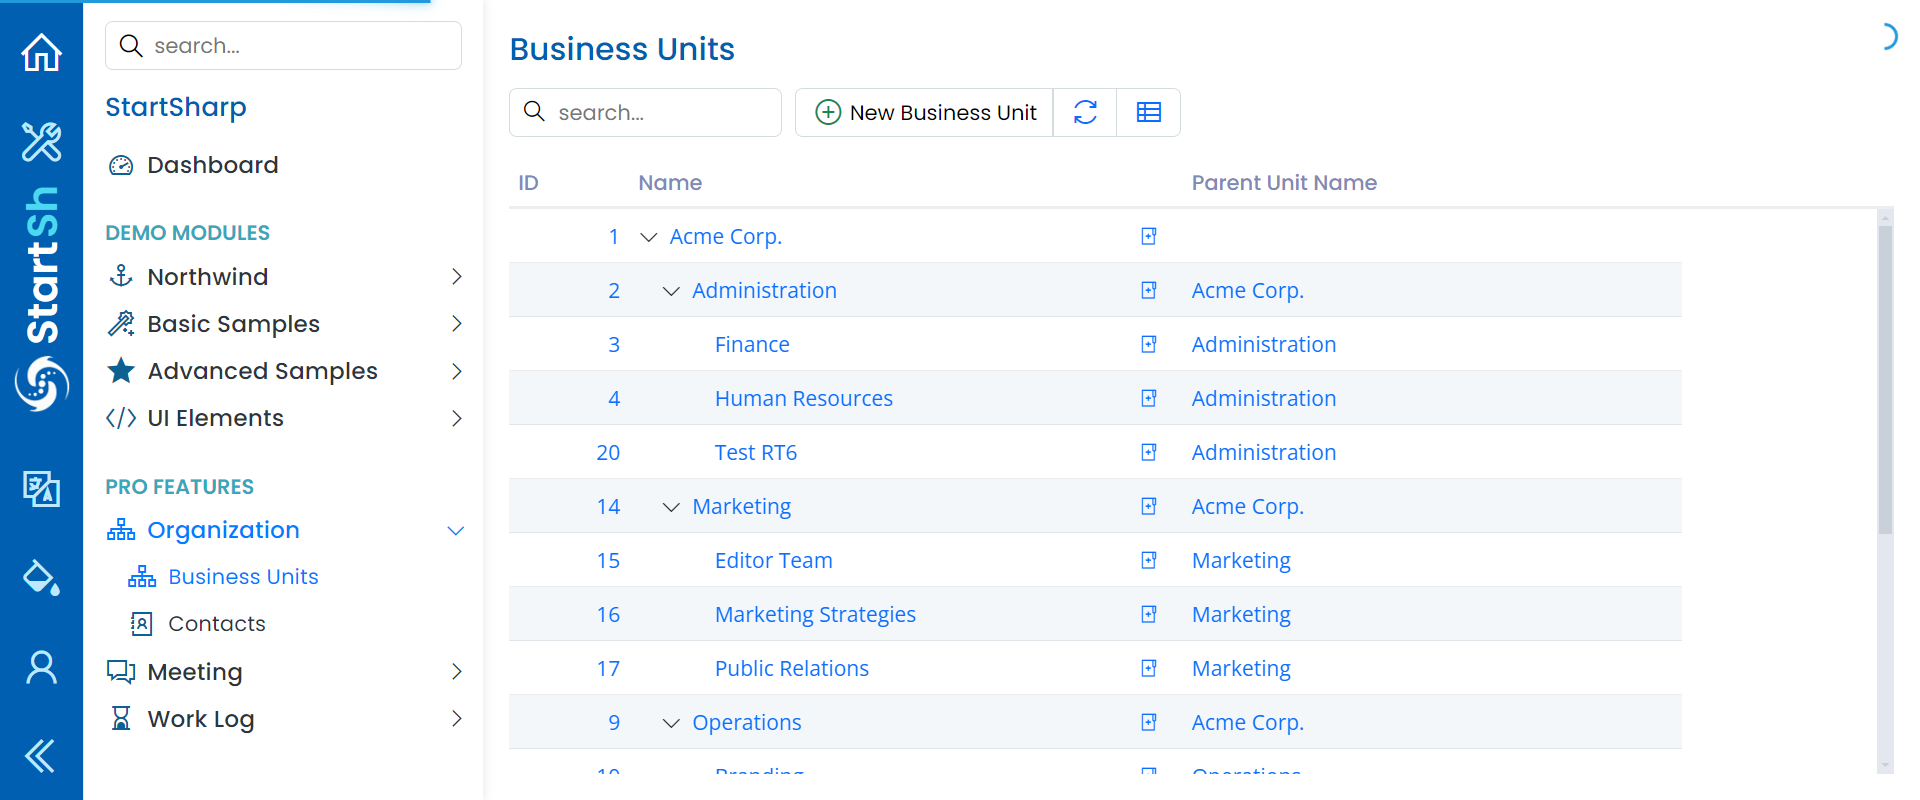 StartSh
search...
StartSharp
Dashboard
DEMO MODULES
Northwind
Basic Samples
Advanced Samples
UI Elements
PRO FEATURES
Organization
Business Units
Contacts
Meeting
Work Log
Business Units
search...
New Business Unit
ID Name Parent Unit Name
1 Acme Corp.
2 Administration Acme Corp.
3 Finance Administration
4 Human Resources Administration
20 Test RT6 Administration
14 Marketing Acme Corp.
15 Editor Team Marketing
16 Marketing Strategies Marketing
17 Public Relations Marketing
9 Operations Acme Corp.
10 Branding Operations